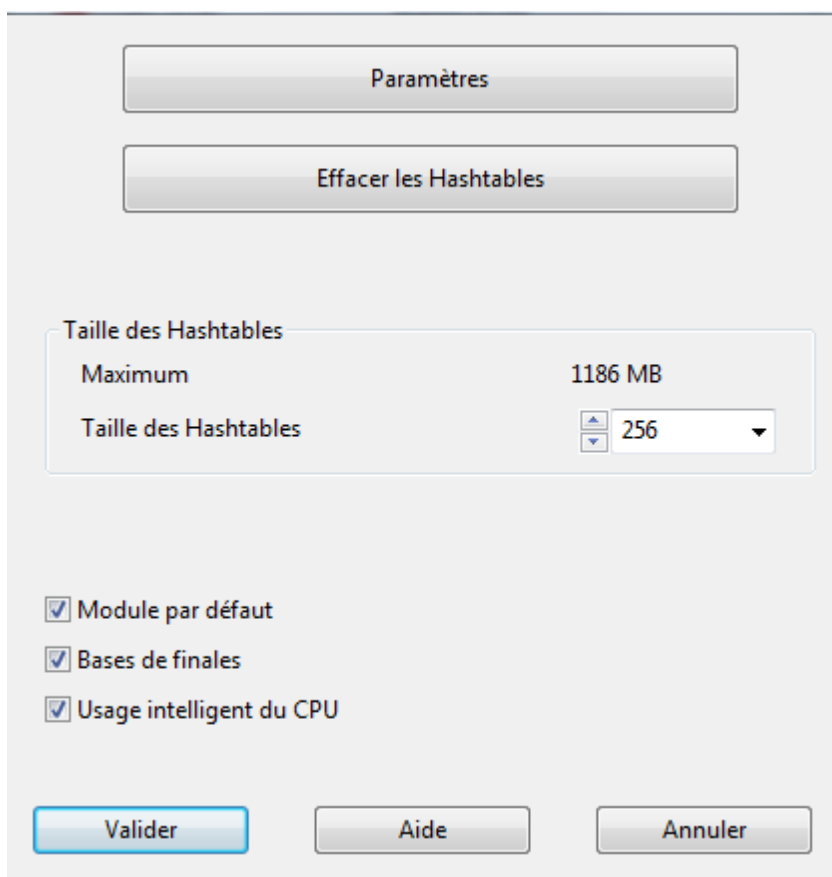 Paramètres
Effacer les Hashtables
Taille des Hashtables
Maximum 1186 MB
Taille des Hashtables 256
Module par défaut
Bases de finales
Usage intelligent du CPU
Valider Aide Annuler